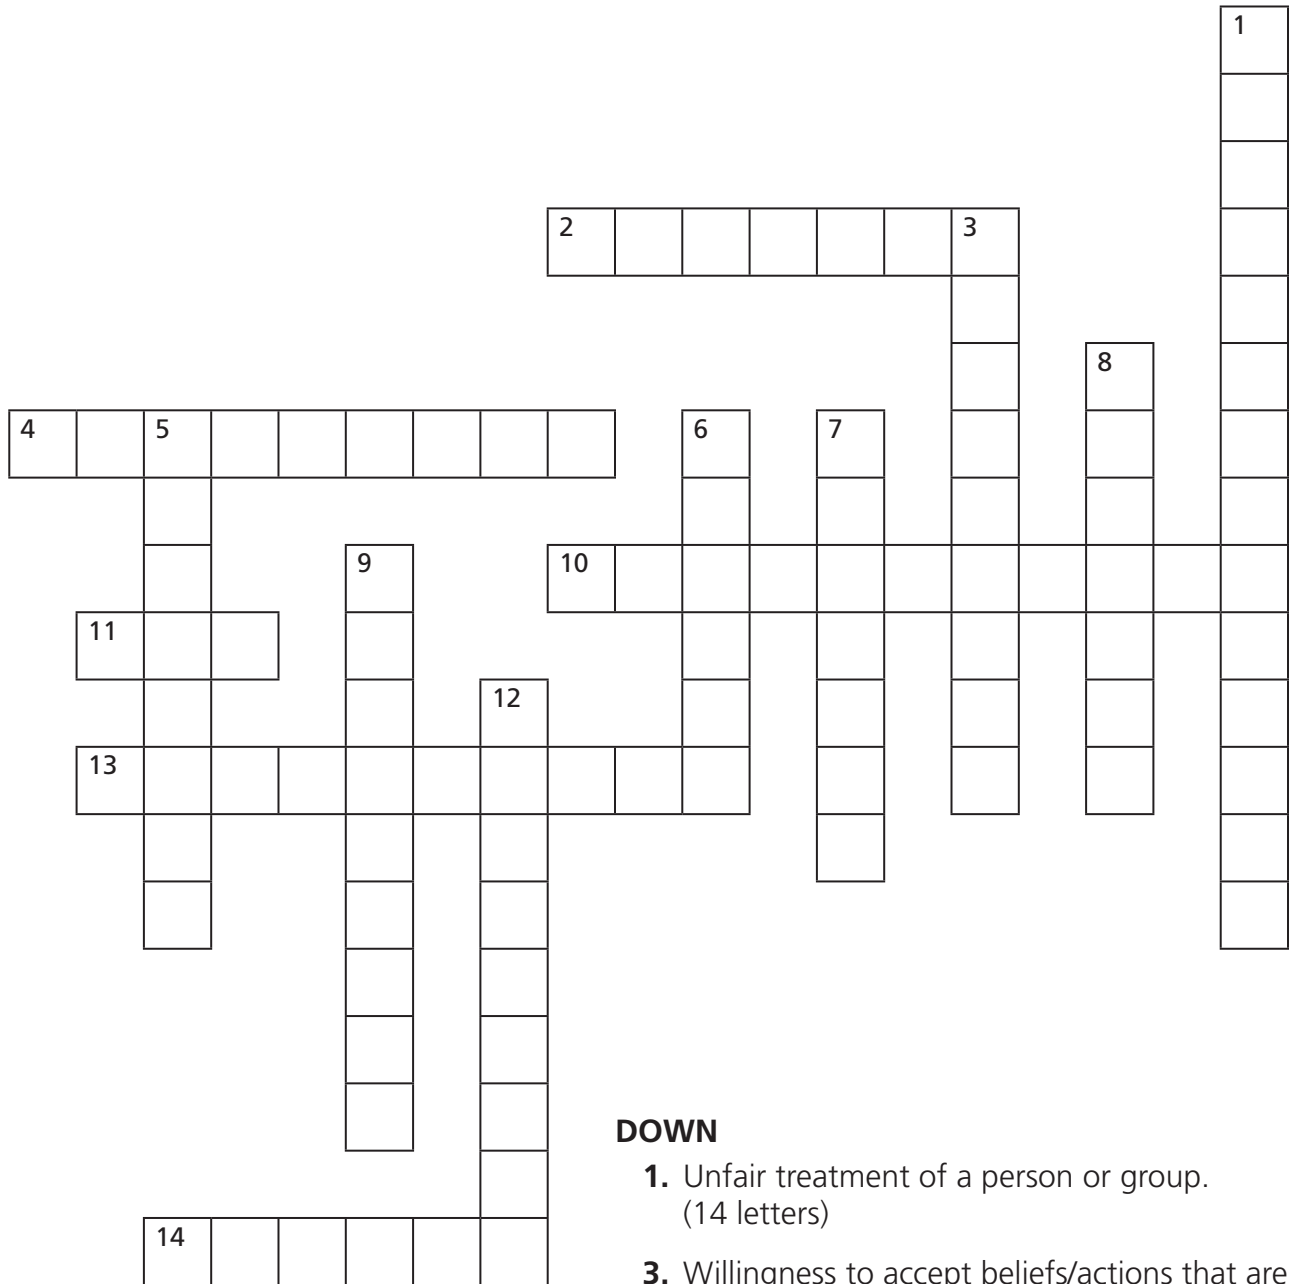 1
2 3
8
4 5 6 7
9 10
11
12
13
DOWN
1. Unfair treatment of a person or group.
(14 letters)
14
3. Willingness to accept beliefs/actions that are